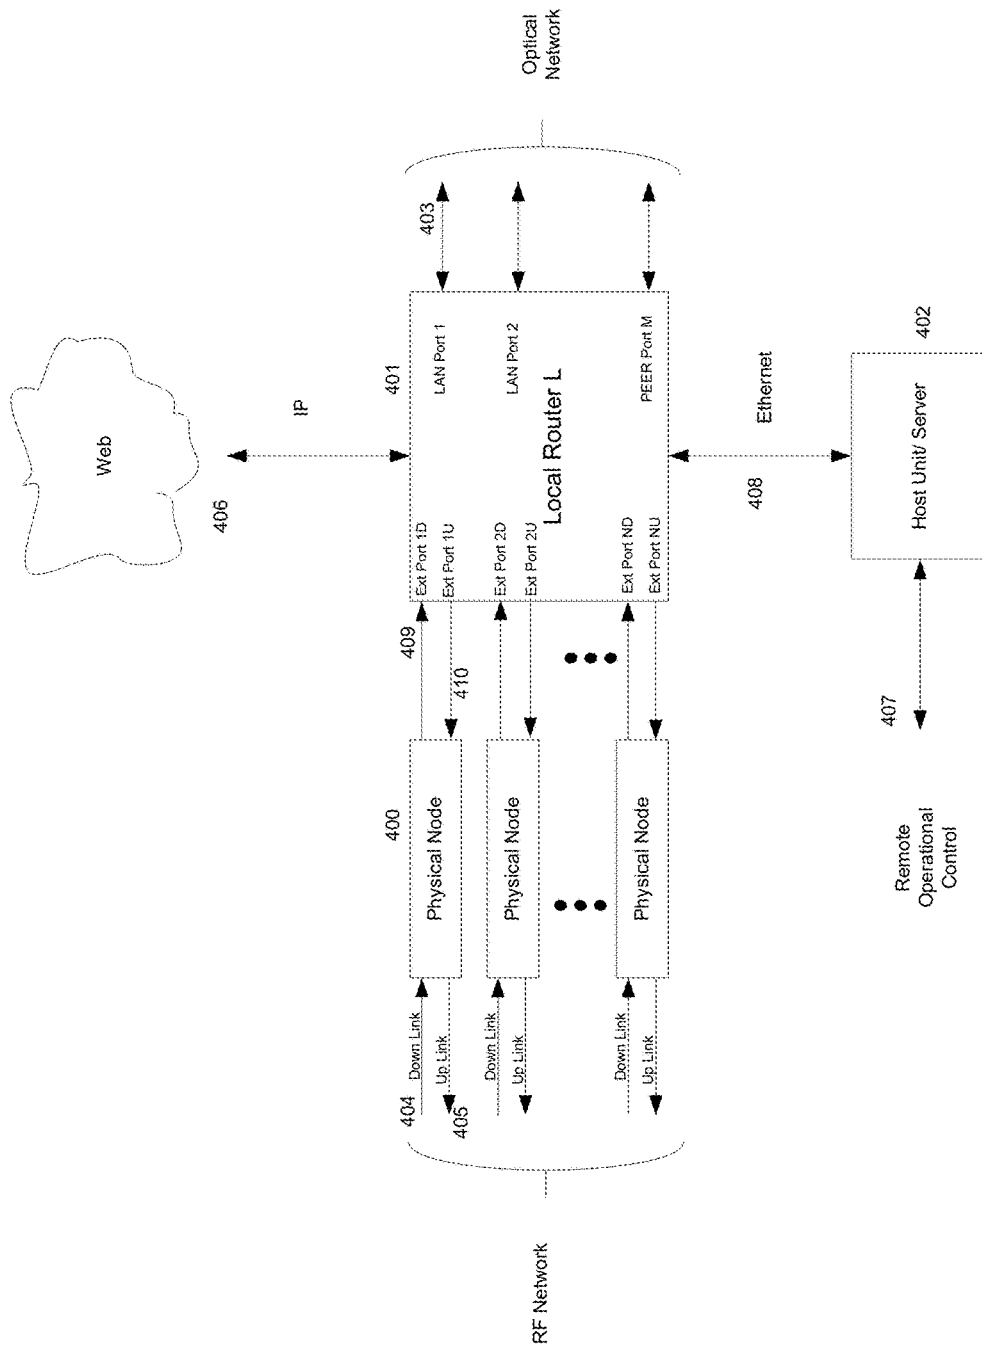 Optical
Network
403
Web
IP
406
401
LAN Port 1
LAN Port 2
PEER Port M
Local Router L
Ext Port 1D
Ext Port 1U
Ext Port 2D
Ext Port 2U
Ext Port ND
Ext Port NU
Ethernet
408
402
Host Unit/ Server
407
Remote
Operational
Control
409
410
400
Physical Node
Physical Node
Physical Node
404
Down Link
Up Link
405
Down Link
Up Link
Down Link
Up Link
RF Network